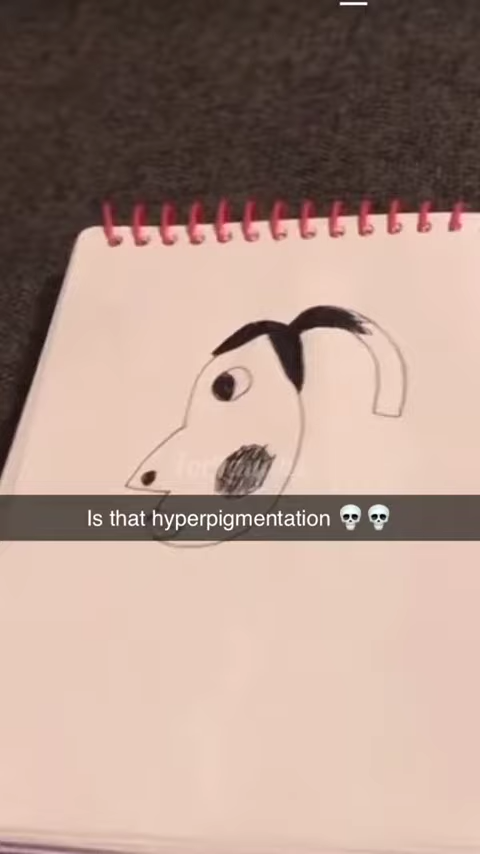 Is that hyperpigmentation 💀💀